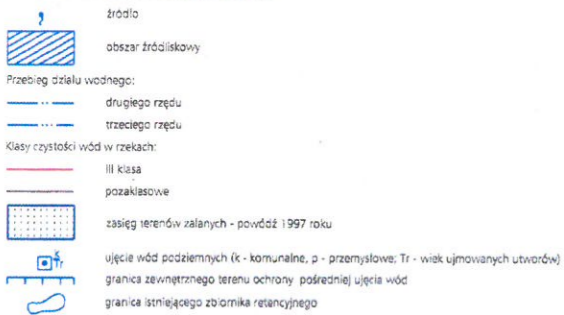 źródło
obszar źródliskowy
Przebieg działu wodnego:
drugiego rzędu
trzeciego rzędu
Klasy czystości wód w rzekach:
III klasa
pozaklasowe
zasięg terenów zalanych - powódź 1997 roku
k
Tr
ujęcie wód podziemnych (k - komunalne, p - przemysłowe; Tr - wiek ujmowanych utworów)
granica zewnętrznego terenu ochrony pośredniej ujęcia wód
granica istniejącego zbiornika retencyjnego